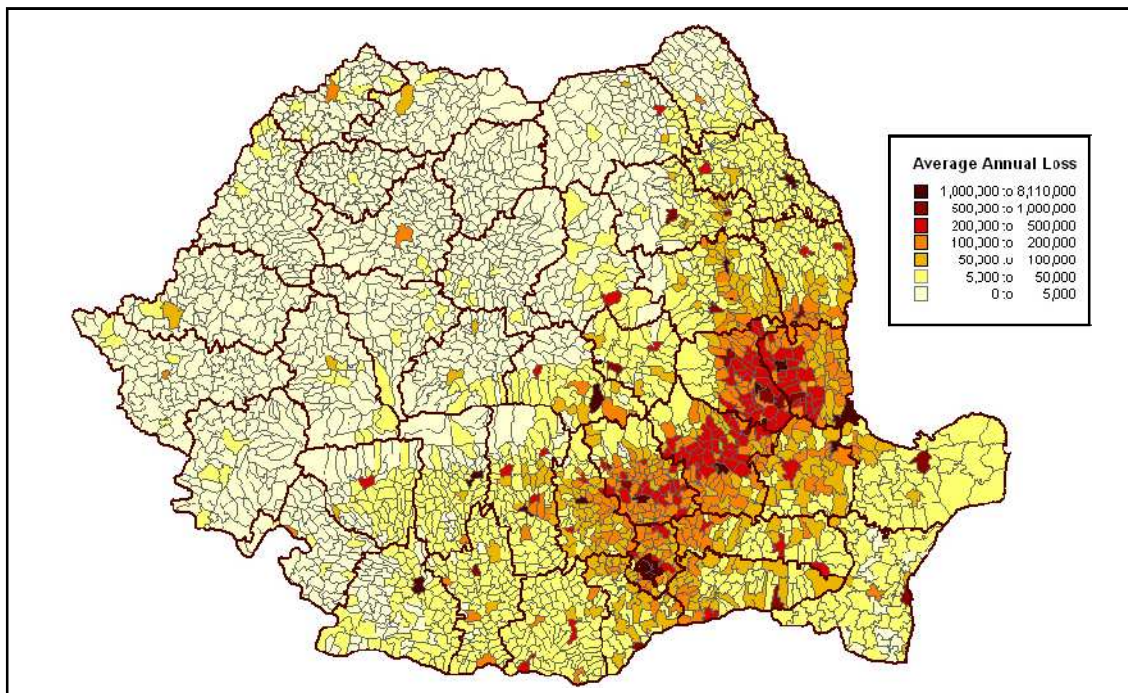 Average Annual Loss
1,000,000 to 8,110,000
500,000 to 1,000,000
200,000 to 500,000
100,000 to 200,000
50,000 to 100,000
5,000 to 50,000
0 to 5,000